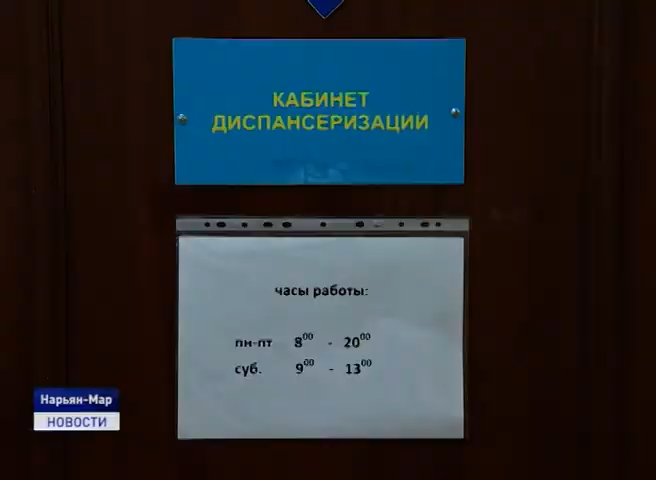 КАБИНЕТ
ДИСПАНСЕРИЗАЦИИ
часы работы:
пн-пт 8⁰⁰ - 20⁰⁰
суб. 9⁰⁰ - 13⁰⁰
Нарьян-Мар
НОВОСТИ